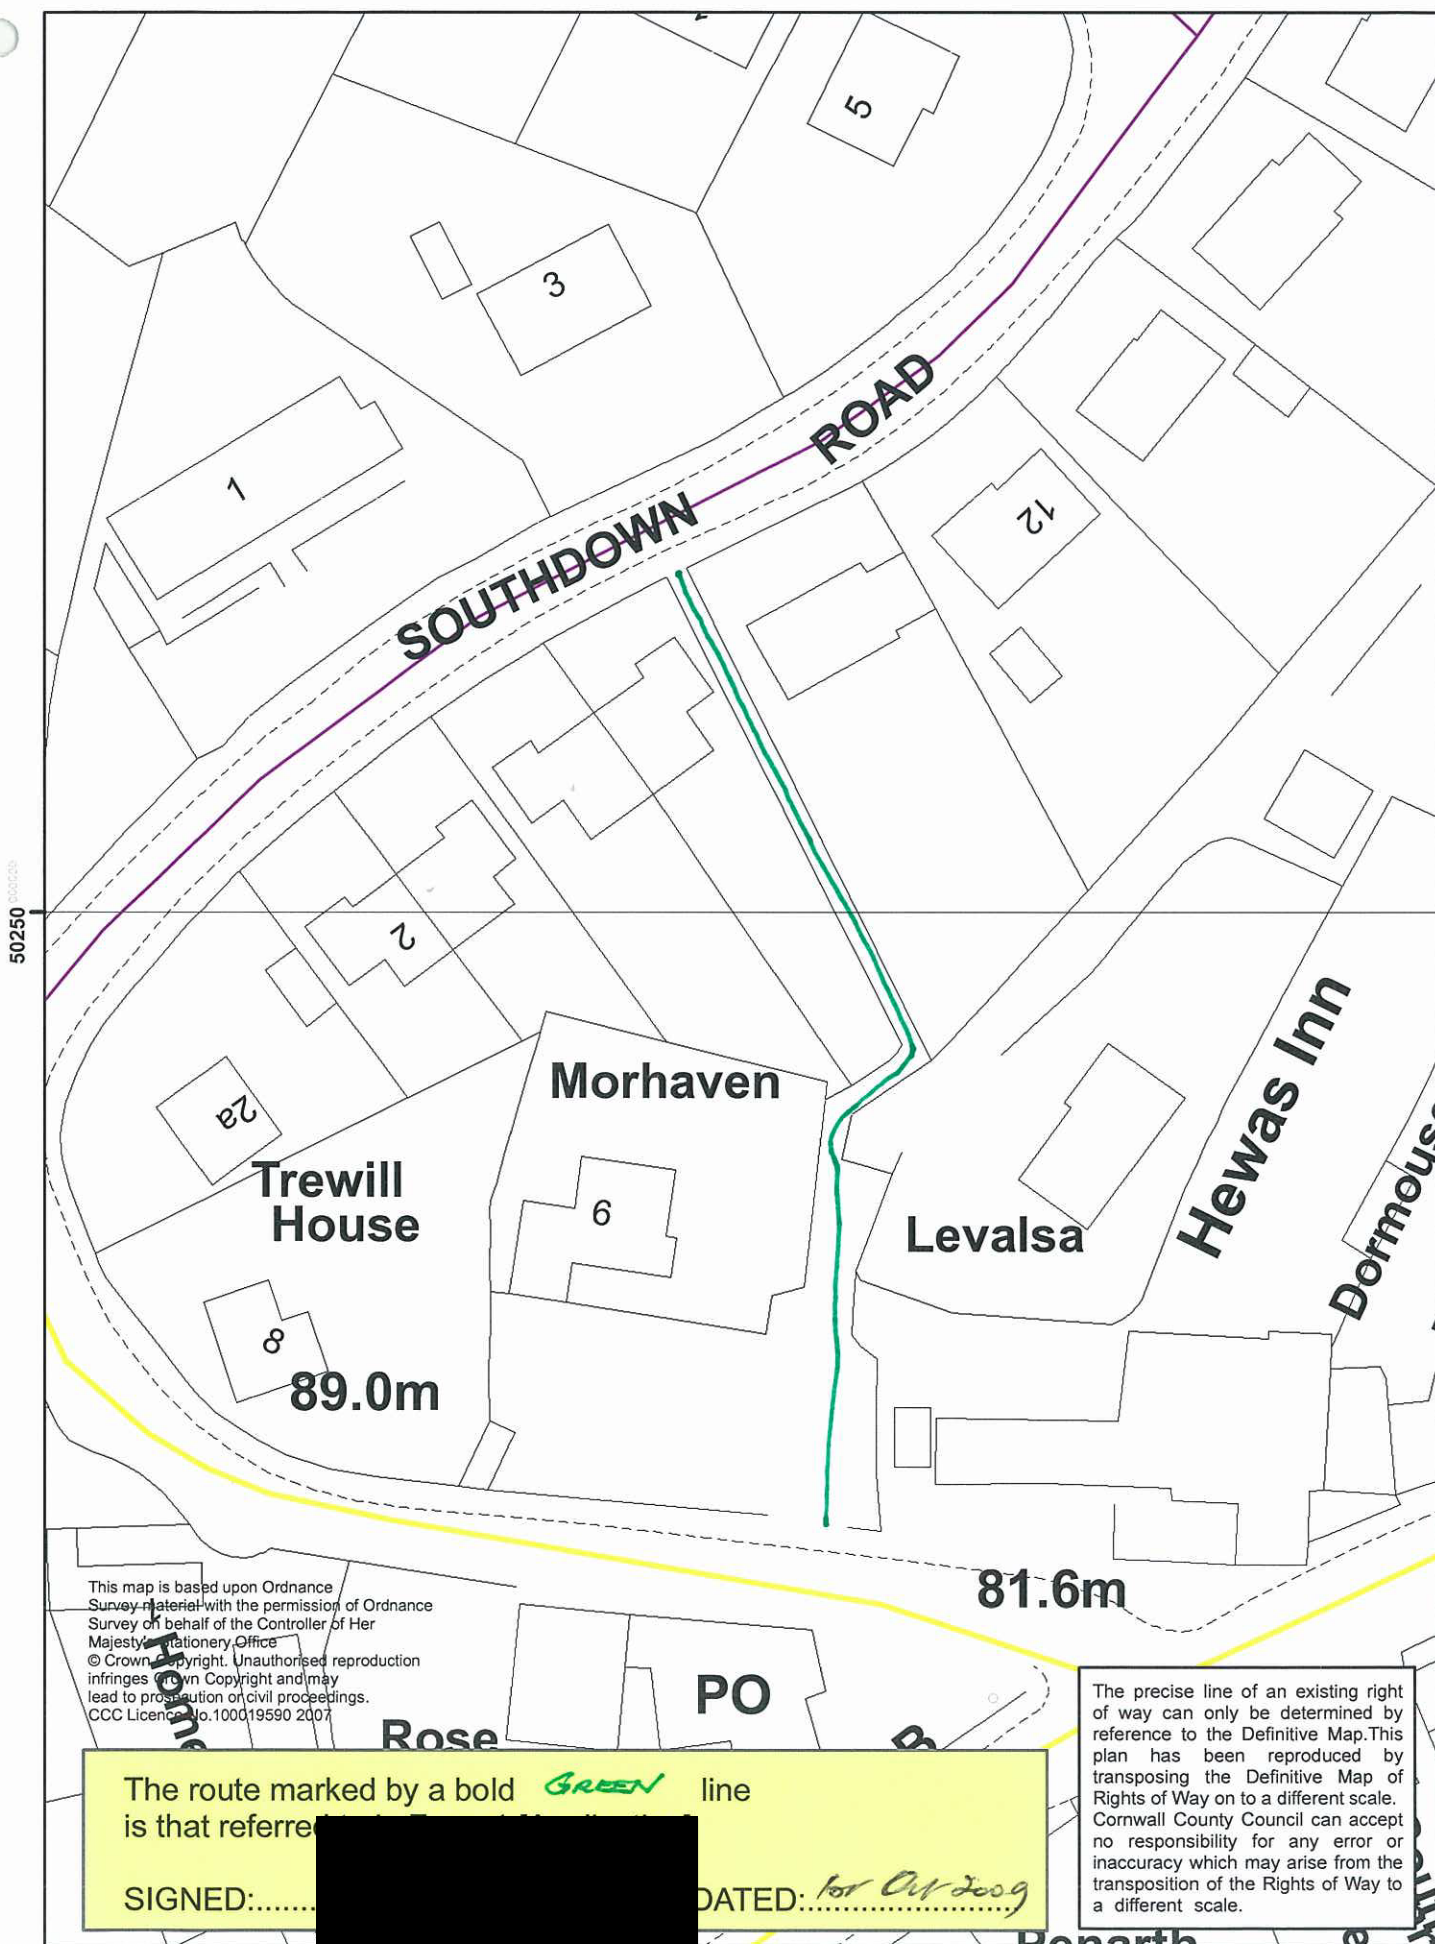 5
3
1
SOUTHDOWN ROAD
12
50250
2
Morhaven
2a
Trewill
House
6
Levalsa
Hewas Inn
8
89.0m
81.6m
This map is based upon Ordnance
Survey material with the permission of Ordnance
Survey on behalf of the Controller of Her
Majesty's Stationery Office
© Crown Copyright. Unauthorised reproduction
infringes Crown Copyright and may
lead to prosecution or civil proceedings.
CCC Licence No.100019590 2007
PO
Rose
The precise line of an existing right
of way can only be determined by
reference to the Definitive Map.This
plan has been reproduced by
transposing the Definitive Map of
Rights of Way on to a different scale.
Cornwall County Council can accept
no responsibility for any error or
inaccuracy which may arise from the
transposition of the Rights of Way to
a different scale.
The route marked by a bold GREEN line
is that referred
SIGNED:....... DATED: 1st Oct 2009